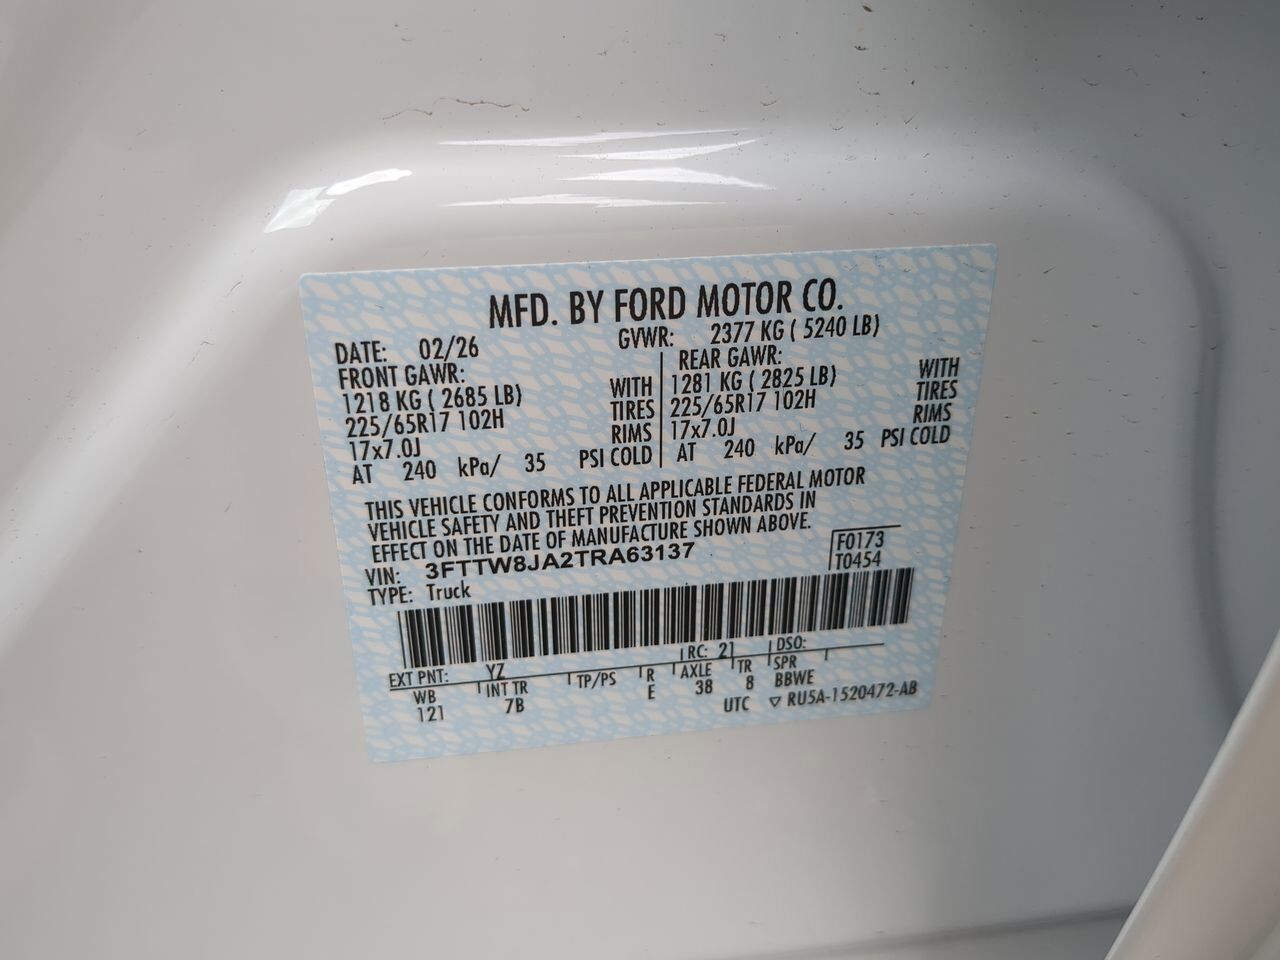 MFD. BY FORD MOTOR CO.
DATE: 02/26 GVWR: 2377 KG ( 5240 LB)
FRONT GAWR: REAR GAWR:
1218 KG ( 2685 LB) WITH 1281 KG ( 2825 LB) WITH
225/65R17 102H TIRES 225/65R17 102H TIRES
17x7.0J RIMS 17x7.0J RIMS
AT 240 kPa/ 35 PSI COLD AT 240 kPa/ 35 PSI COLD
THIS VEHICLE CONFORMS TO ALL APPLICABLE FEDERAL MOTOR
VEHICLE SAFETY AND THEFT PREVENTION STANDARDS IN
EFFECT ON THE DATE OF MANUFACTURE SHOWN ABOVE.
VIN: 3FTTW8JA2TRA63137 F0173
TYPE: Truck T0454
EXT PNT: YZ RC: 21 DSO:
WB INT TR TP/PS R AXLE TR SPR
121 7B E 38 8 BBWE
UTC ▽ RU5A-1520472-AB